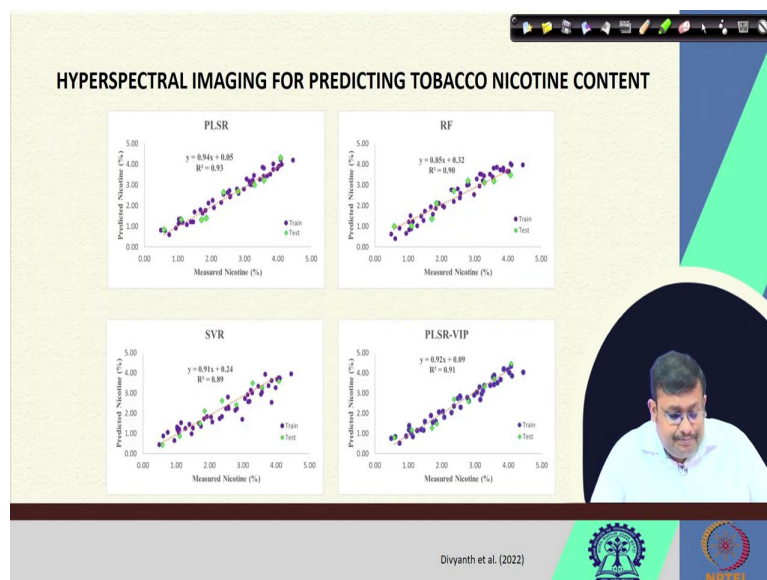 HYPERSPECTRAL IMAGING FOR PREDICTING TOBACCO NICOTINE CONTENT
PLSR
Predicted Nicotine (%)
5.00
4.00
3.00
2.00
1.00
0.00
y = 0.94x + 0.05
R² = 0.93
Train
Test
0.00 1.00 2.00 3.00 4.00 5.00
Measured Nicotine (%)
RF
Predicted Nicotine (%)
5.00
4.00
3.00
2.00
1.00
0.00
y = 0.85x + 0.32
R² = 0.90
Train
Test
0.00 1.00 2.00 3.00 4.00 5.00
Measured Nicotine (%)
SVR
Predicted Nicotine (%)
5.00
4.00
3.00
2.00
1.00
0.00
y = 0.91x + 0.24
R² = 0.89
Train
Test
0.00 1.00 2.00 3.00 4.00 5.00
Measured Nicotine (%)
PLSR-VIP
Predicted Nicotine (%)
5.00
4.00
3.00
2.00
1.00
0.00
y = 0.92x + 0.09
R² = 0.91
Train
Test
0.00 1.00 2.00 3.00 4.00 5.00
Measured Nicotine (%)
Divyanth et al. (2022)
NPTEL